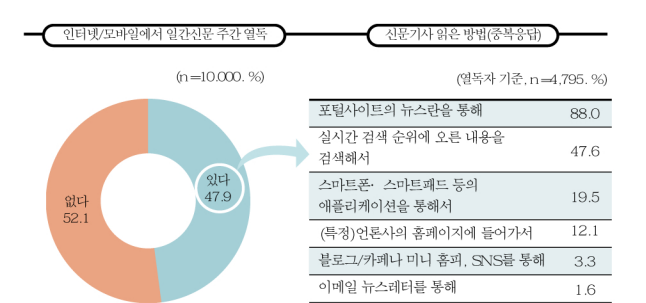 인터넷/모바일에서 일간신문 주간 열독
신문기사 읽은 방법(중복응답)
(n=10.000. %)
(열독자 기준, n=4,795. %)
없다
52.1
있다
47.9
포털사이트의 뉴스란을 통해 88.0
실시간 검색 순위에 오른 내용을
검색해서 47.6
스마트폰· 스마트패드 등의
애플리케이션을 통해서 19.5
(특정)언론사의 홈페이지에 들어가서 12.1
블로그/카페나 미니 홈피, SNS를 통해 3.3
이메일 뉴스레터를 통해 1.6